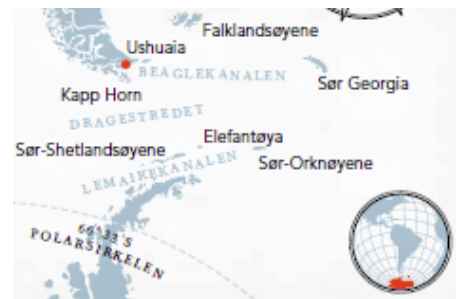 Falklandsøyene
Ushuaia
BEAGLEKANALEN
Sør Georgia
Kapp Horn
DRAGESTREDET
Elefantøya
Sør-Shetlandsøyene
Sør-Orknøyene
LEMAIREKANALEN
66°33'S
POLARSIRKELEN